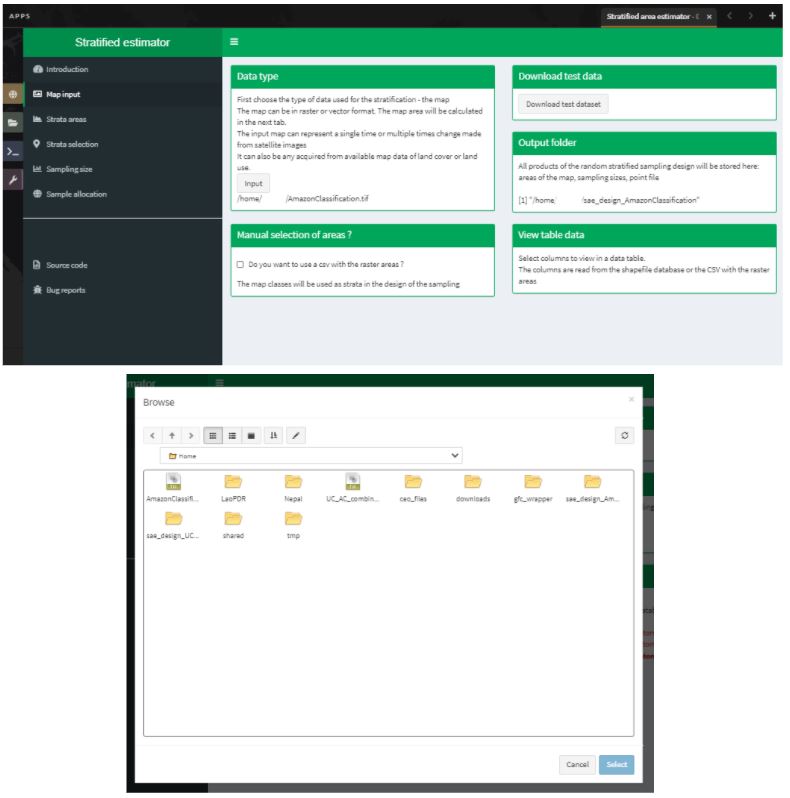 APPS
Stratified area estimator - 
Stratified estimator
Introduction
Map input
Strata areas
Strata selection
Sampling size
Sample allocation
Source code
Bug reports
Data type
First choose the type of data used for the stratification - the map
The map can be in raster or vector format. The map area will be calculated
in the next tab.
The input map can represent a single time or multiple times change made
from satellite images
It can also be any acquired from available map data of land cover or land
use.
Input
/home/ /AmazonClassification.tif
Manual selection of areas ?
Do you want to use a csv with the raster areas ?
The map classes will be used as strata in the design of the sampling
Download test data
Download test dataset
Output folder
All products of the random stratified sampling design will be stored here:
areas of the map, sampling sizes, point file
[1] "/home/ /sae_design_AmazonClassification"
View table data
Select columns to view in a data table.
The columns are read from the shapefile database or the CSV with the raster
areas
mator
Browse
Home
AmazonClassifi... LaoPDR Nepal UC_AC_combin... ceo_files downloads gfc_wrapper sae_design_Am...
sae_design_UC... shared tmp
Cancel Select